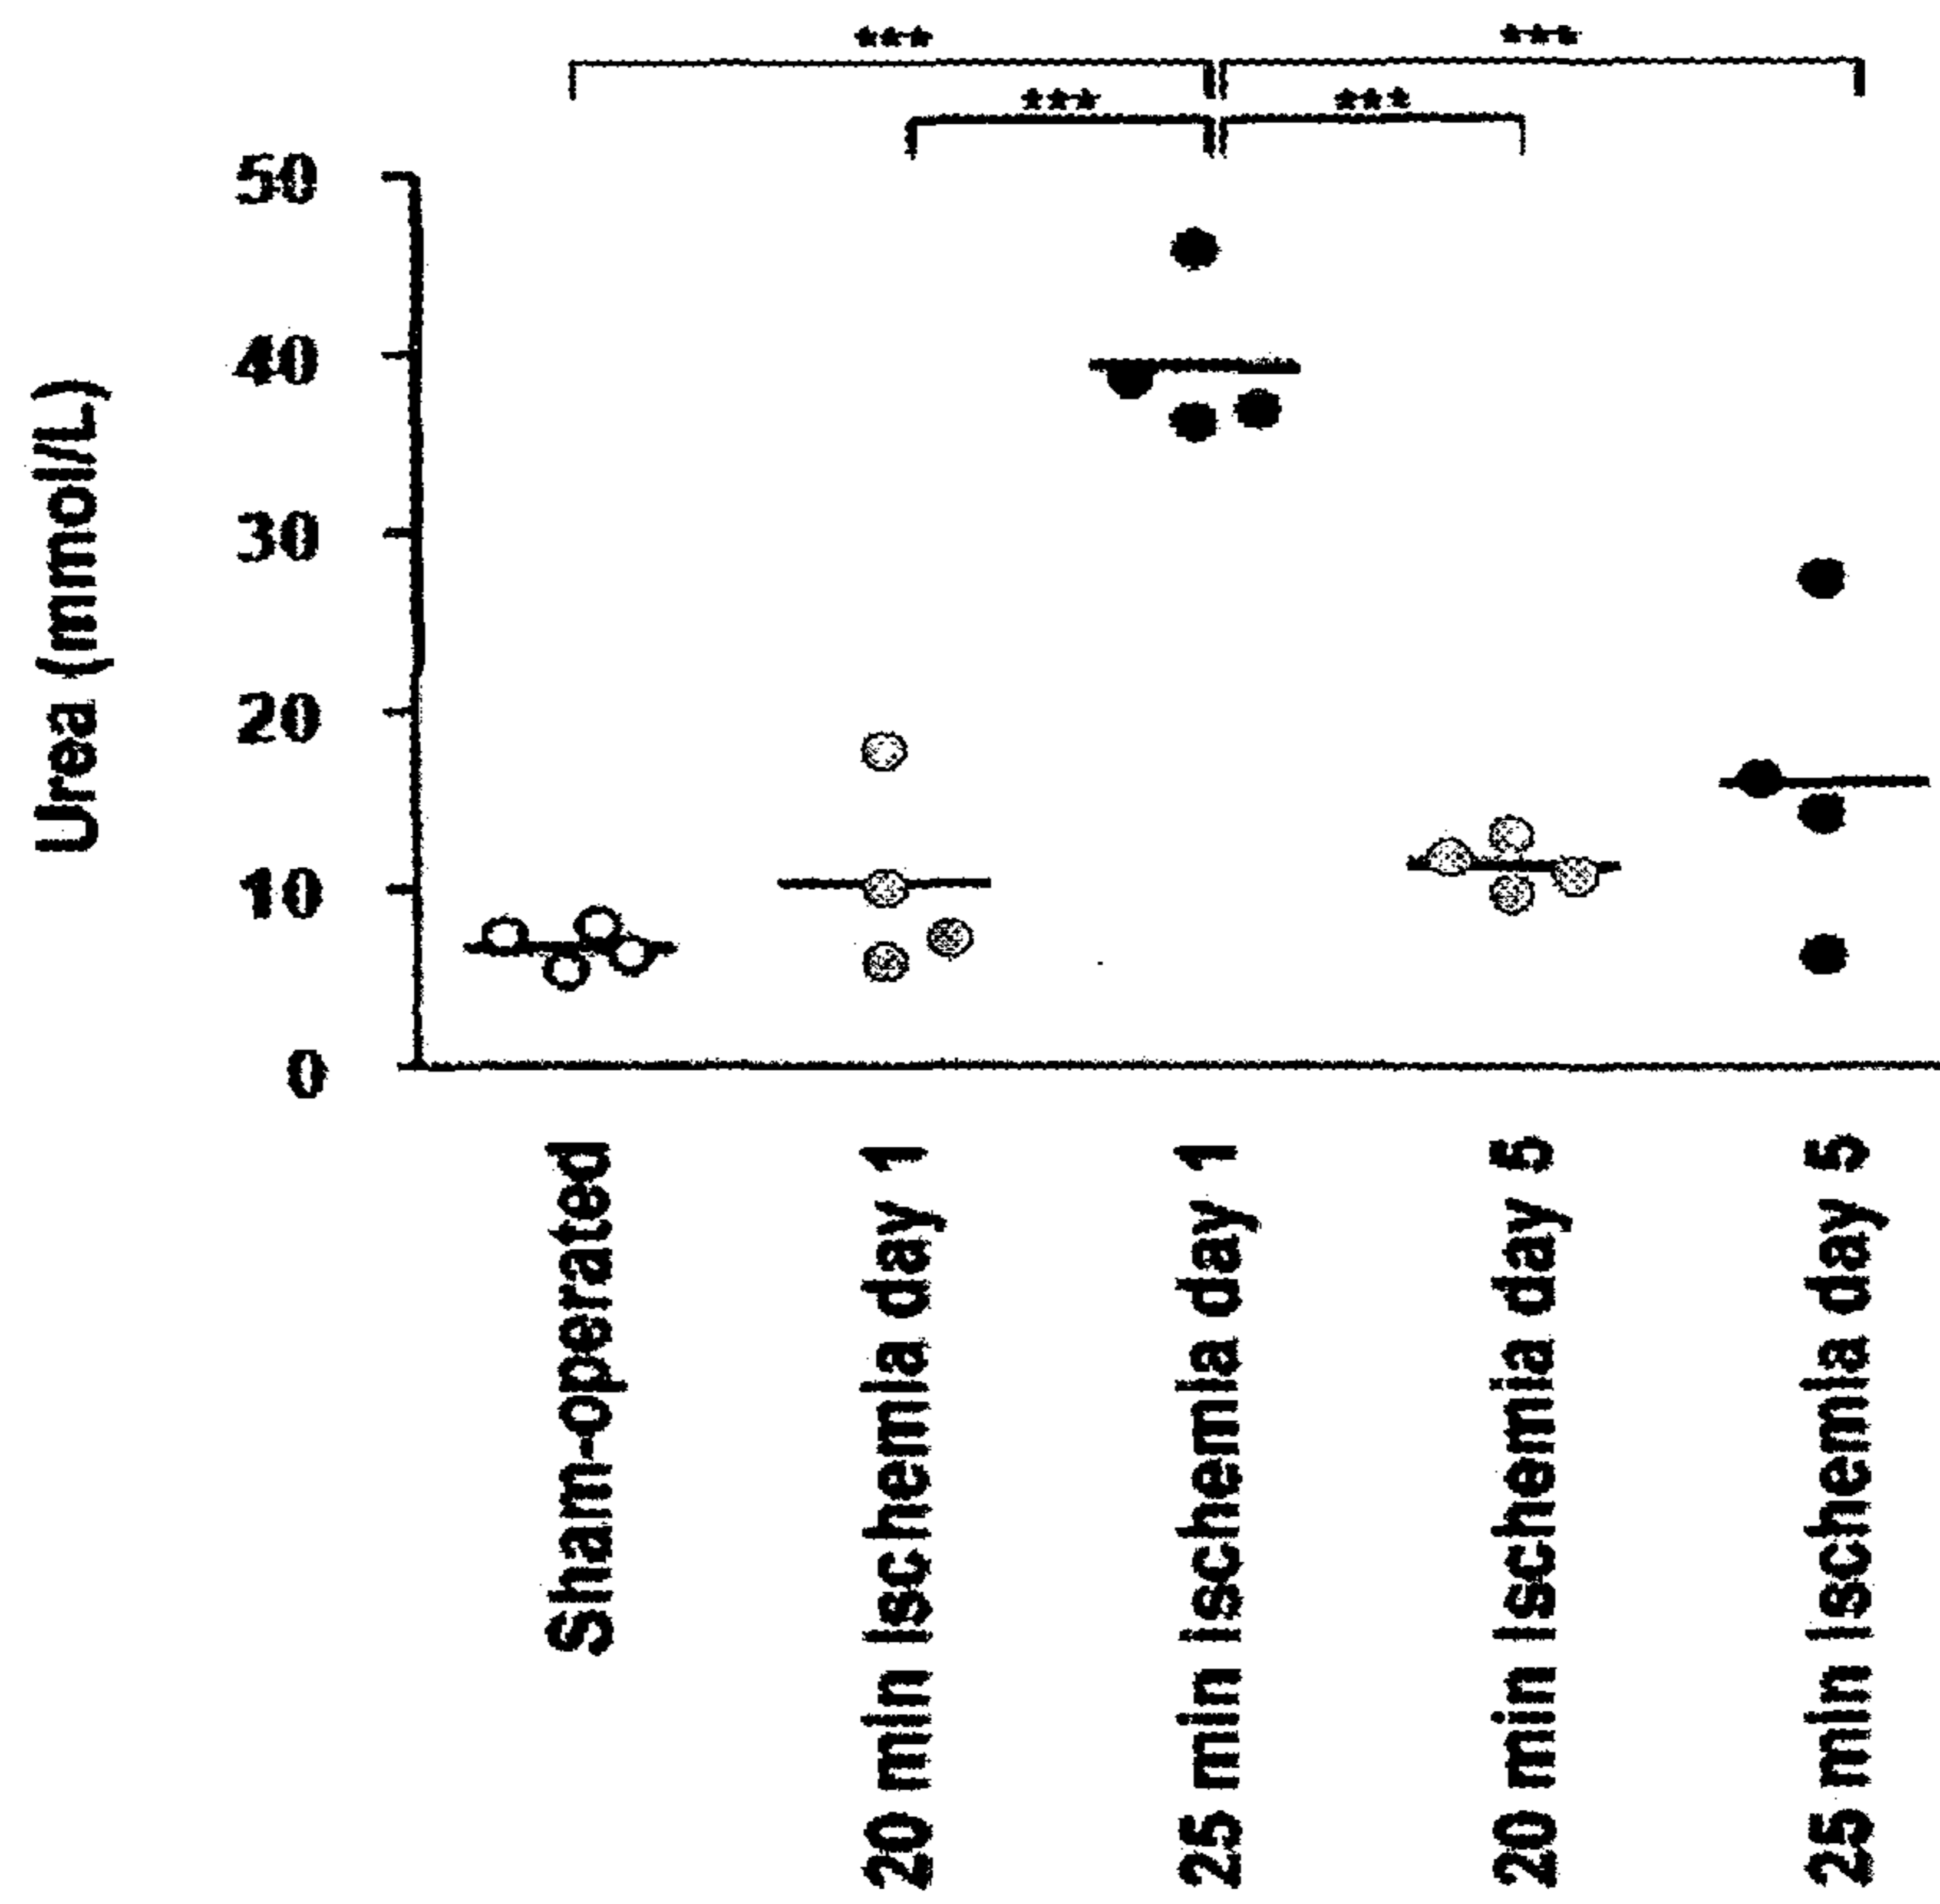 ***
***
***
***
50
40
30
20
10
0
Urea (mmol/L)
Sham-operated
20 min ischemia day 1
25 min ischemia day 1
20 min ischemia day 5
25 min ischemia day 5